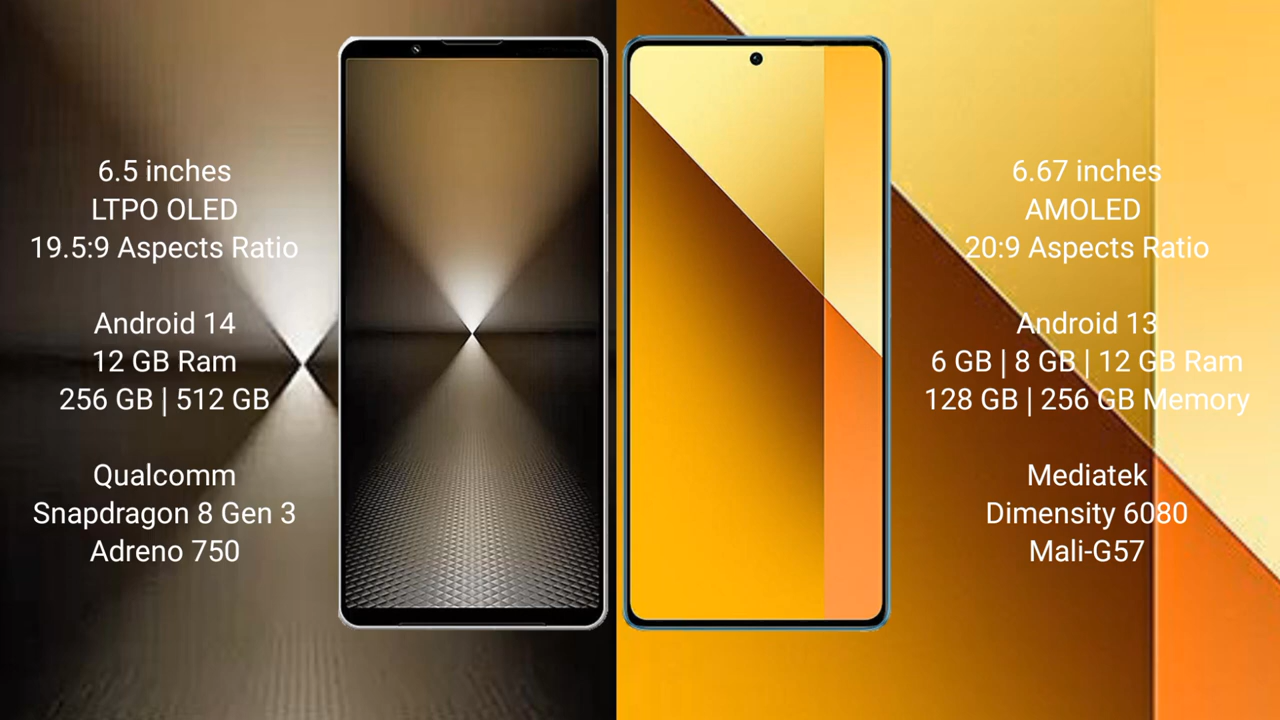 6.5 inches
LTPO OLED
19.5:9 Aspects Ratio
Android 14
12 GB Ram
256 GB | 512 GB
Qualcomm
Snapdragon 8 Gen 3
Adreno 750
6.67 inches
AMOLED
20:9 Aspects Ratio
Android 13
6 GB | 8 GB | 12 GB Ram
128 GB | 256 GB Memory
Mediatek
Dimensity 6080
Mali-G57